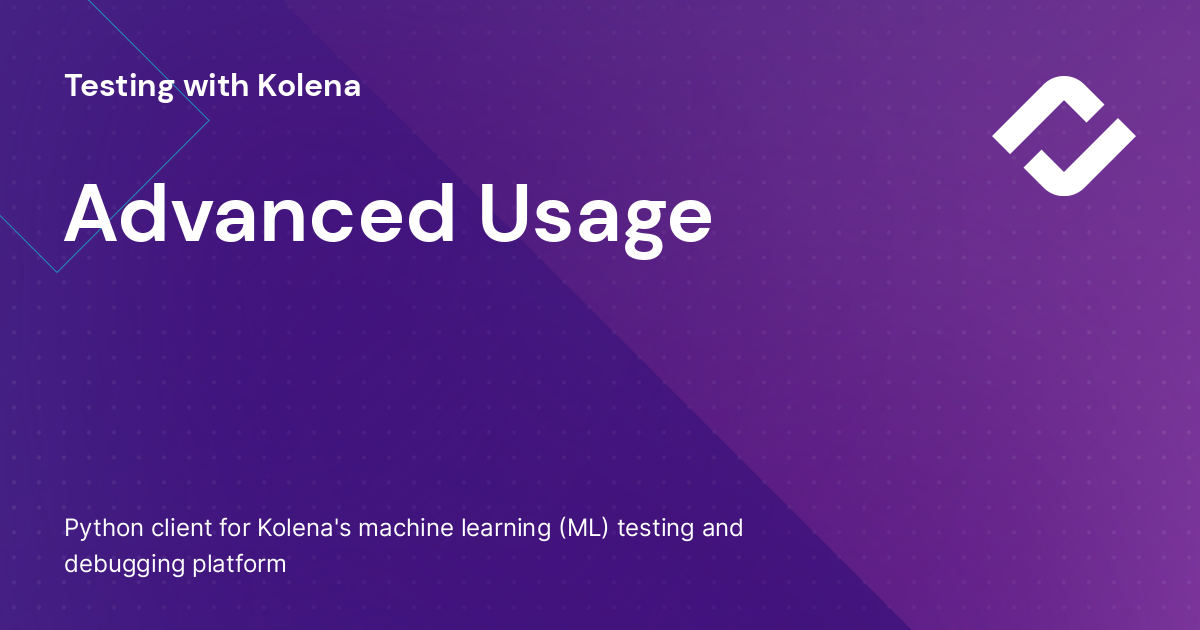 Testing with Kolena
Advanced Usage
Python client for Kolena's machine learning (ML) testing and
debugging platform